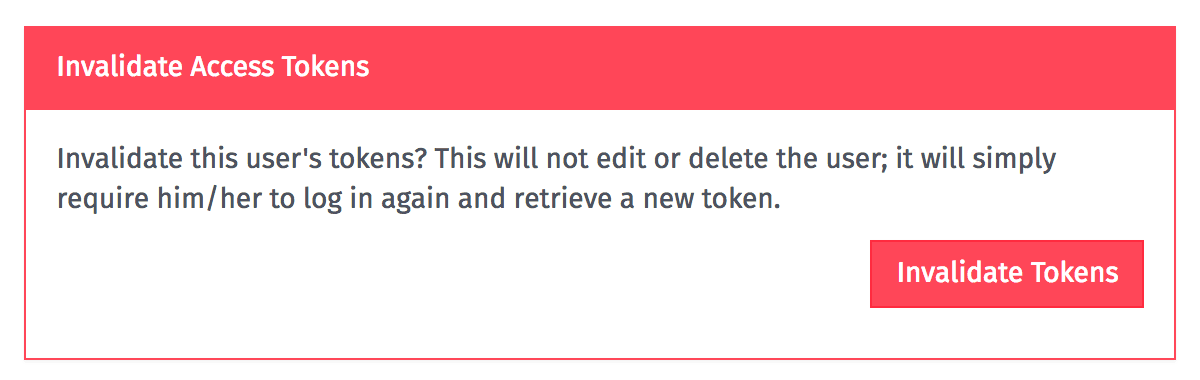 Invalidate Access Tokens
Invalidate this user's tokens? This will not edit or delete the user; it will simply
require him/her to log in again and retrieve a new token.
Invalidate Tokens